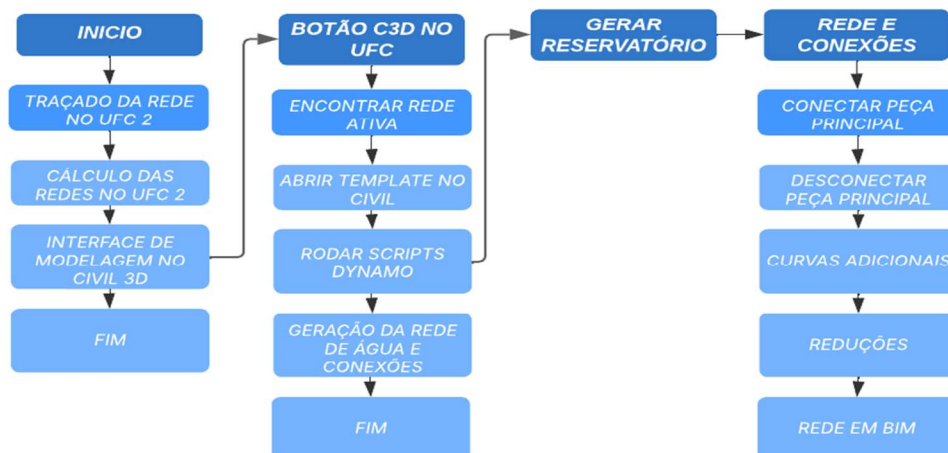 INICIO
TRAÇADO DA REDE
NO UFC 2
CÁLCULO DAS
REDES NO UFC 2
INTERFACE DE
MODELAGEM NO
CIVIL 3D
FIM
BOTÃO C3D NO
UFC
ENCONTRAR REDE
ATIVA
ABRIR TEMPLATE NO
CIVIL
RODAR SCRIPTS
DYNAMO
GERAÇÃO DA REDE
DE ÁGUA E
CONEXÕES
FIM
GERAR
RESERVATÓRIO
REDE E
CONEXÕES
CONECTAR PEÇA
PRINCIPAL
DESCONECTAR
PEÇA PRINCIPAL
CURVAS ADICIONAIS
REDUÇÕES
REDE EM BIM